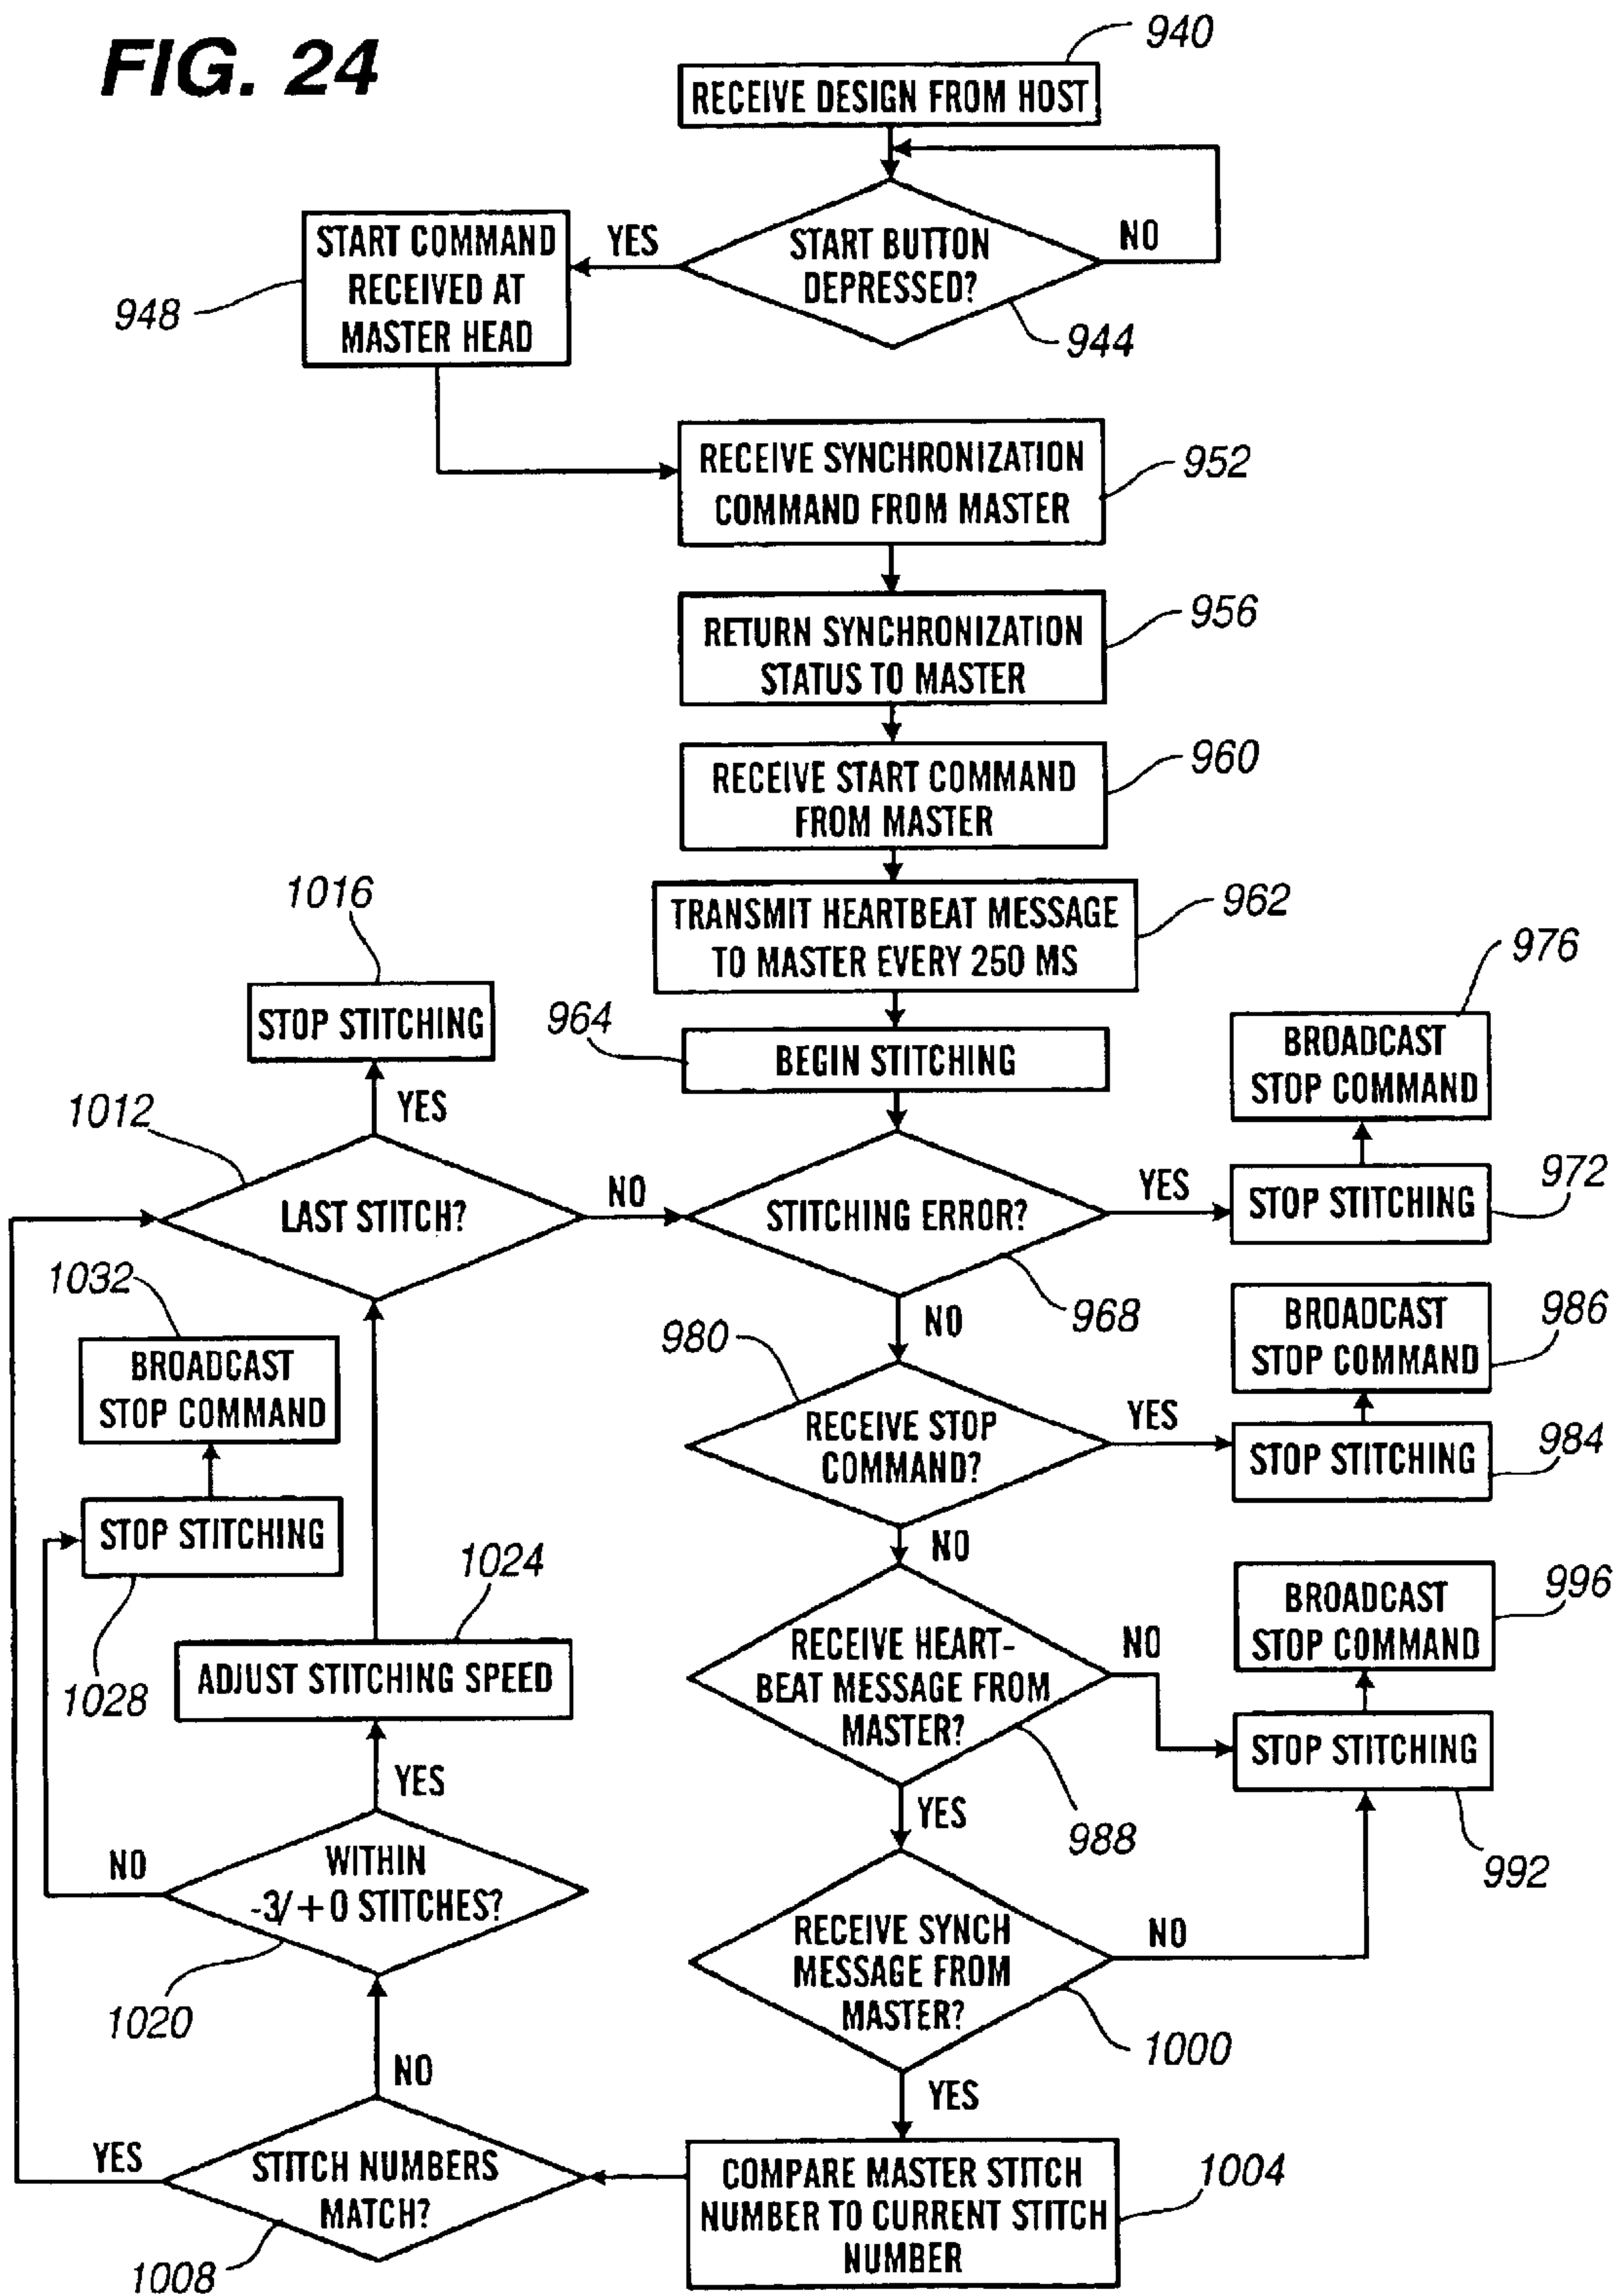 FIG. 24
940
RECEIVE DESIGN FROM HOST
START BUTTON
DEPRESSED?
NO
YES
944
START COMMAND
RECEIVED AT
MASTER HEAD
948
RECEIVE SYNCHRONIZATION
COMMAND FROM MASTER
952
RETURN SYNCHRONIZATION
STATUS TO MASTER
956
RECEIVE START COMMAND
FROM MASTER
960
TRANSMIT HEARTBEAT MESSAGE
TO MASTER EVERY 250 MS
962
BEGIN STITCHING
964
1016
STOP STITCHING
YES
1012
LAST STITCH?
NO
STITCHING ERROR?
968
YES
STOP STITCHING
972
BROADCAST
STOP COMMAND
976
NO
980
RECEIVE STOP
COMMAND?
YES
STOP STITCHING
984
BROADCAST
STOP COMMAND
986
NO
RECEIVE HEART-
BEAT MESSAGE FROM
MASTER?
988
NO
STOP STITCHING
992
BROADCAST
STOP COMMAND
996
YES
RECEIVE SYNCH
MESSAGE FROM
MASTER?
1000
NO
YES
COMPARE MASTER STITCH
NUMBER TO CURRENT STITCH
NUMBER
1004
STITCH NUMBERS
MATCH?
1008
YES
NO
WITHIN
-3/+0 STITCHES?
1020
YES
ADJUST STITCHING SPEED
1024
NO
STOP STITCHING
1028
BROADCAST
STOP COMMAND
1032